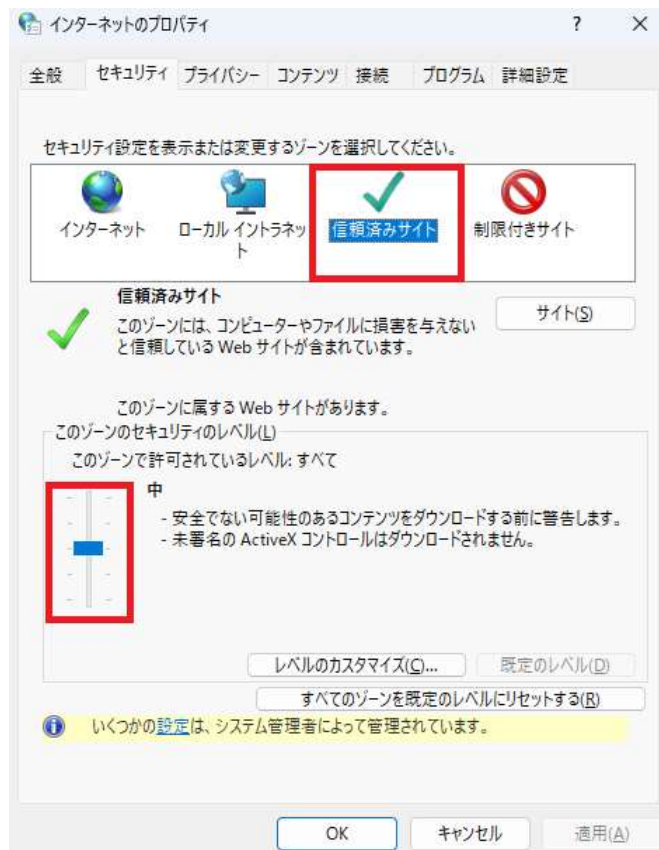 インターネットのプロパティ
?
全般 セキュリティ プライバシー コンテンツ 接続 プログラム 詳細設定
セキュリティ設定を表示または変更するゾーンを選択してください。
インターネット
ローカル イントラネッ
ト
信頼済みサイト
制限付きサイト
信頼済みサイト
このゾーンには、コンピューターやファイルに損害を与えない
と信頼している Web サイトが含まれています。
サイト(S)
このゾーンに属する Web サイトがあります。
このゾーンのセキュリティのレベル(L)
このゾーンで許可されているレベル: すべて
中
- 安全でない可能性のあるコンテンツをダウンロードする前に警告します。
- 未署名の ActiveX コントロールはダウンロードされません。
レベルのカスタマイズ(C)... 既定のレベル(D)
すべてのゾーンを既定のレベルにリセットする(R)
いくつかの設定は、システム管理者によって管理されています。
OK キャンセル 適用(A)